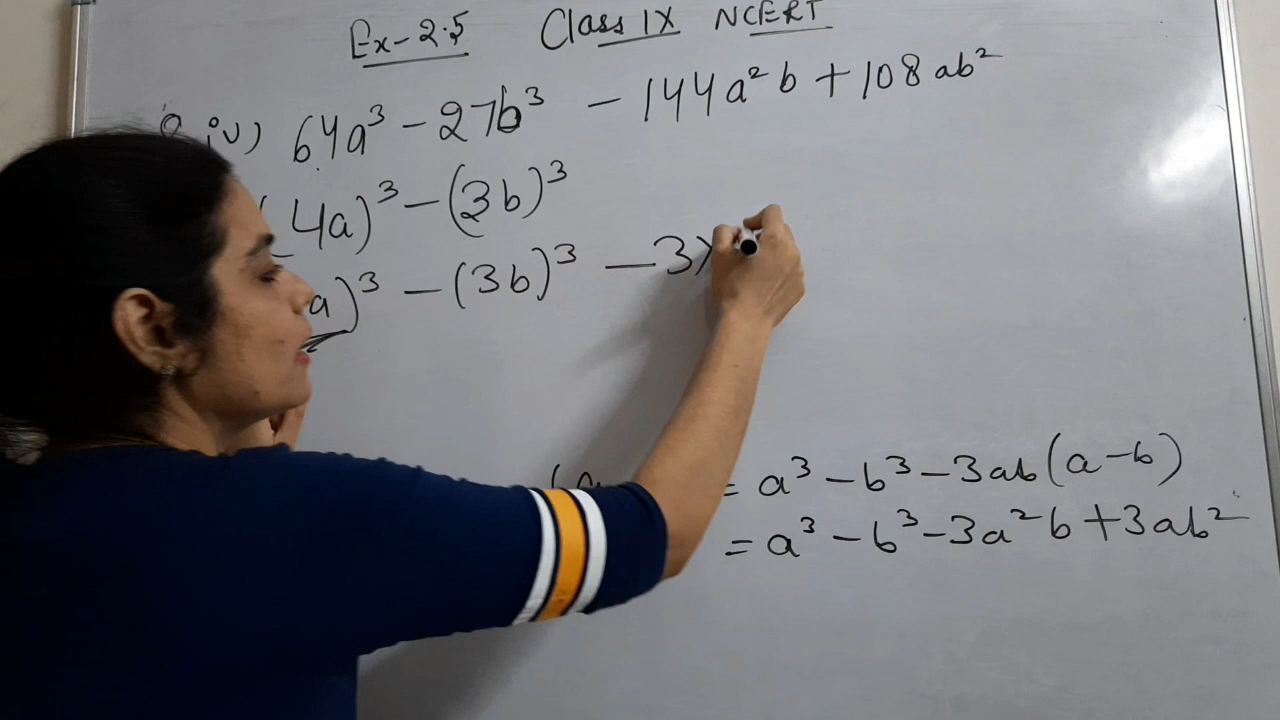 Ex-2.5 Class IX NCERT
iv) 64a³ - 27b³ - 144a²b + 108ab²
(4a)³ - (3b)³
a)³ - (3b)³ - 3×
(a = a³ - b³ - 3ab(a-b)
= a³ - b³ - 3a²b + 3ab²